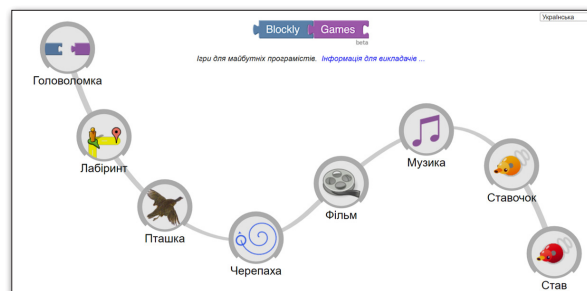 Українська
Blockly Games
beta
Ігри для майбутніх програмістів. Інформація для викладачів ...
Головоломка
Лабіринт
Пташка
Черепаха
Фільм
Музика
Ставочок
Став